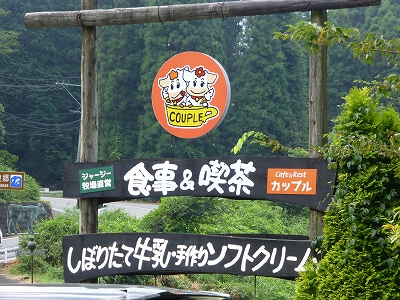 COUPLE
ジャージー
牧場直営
食事&喫茶
Cafe&Rest
カップル
しぼりたて牛乳・手作りソフトクリーム